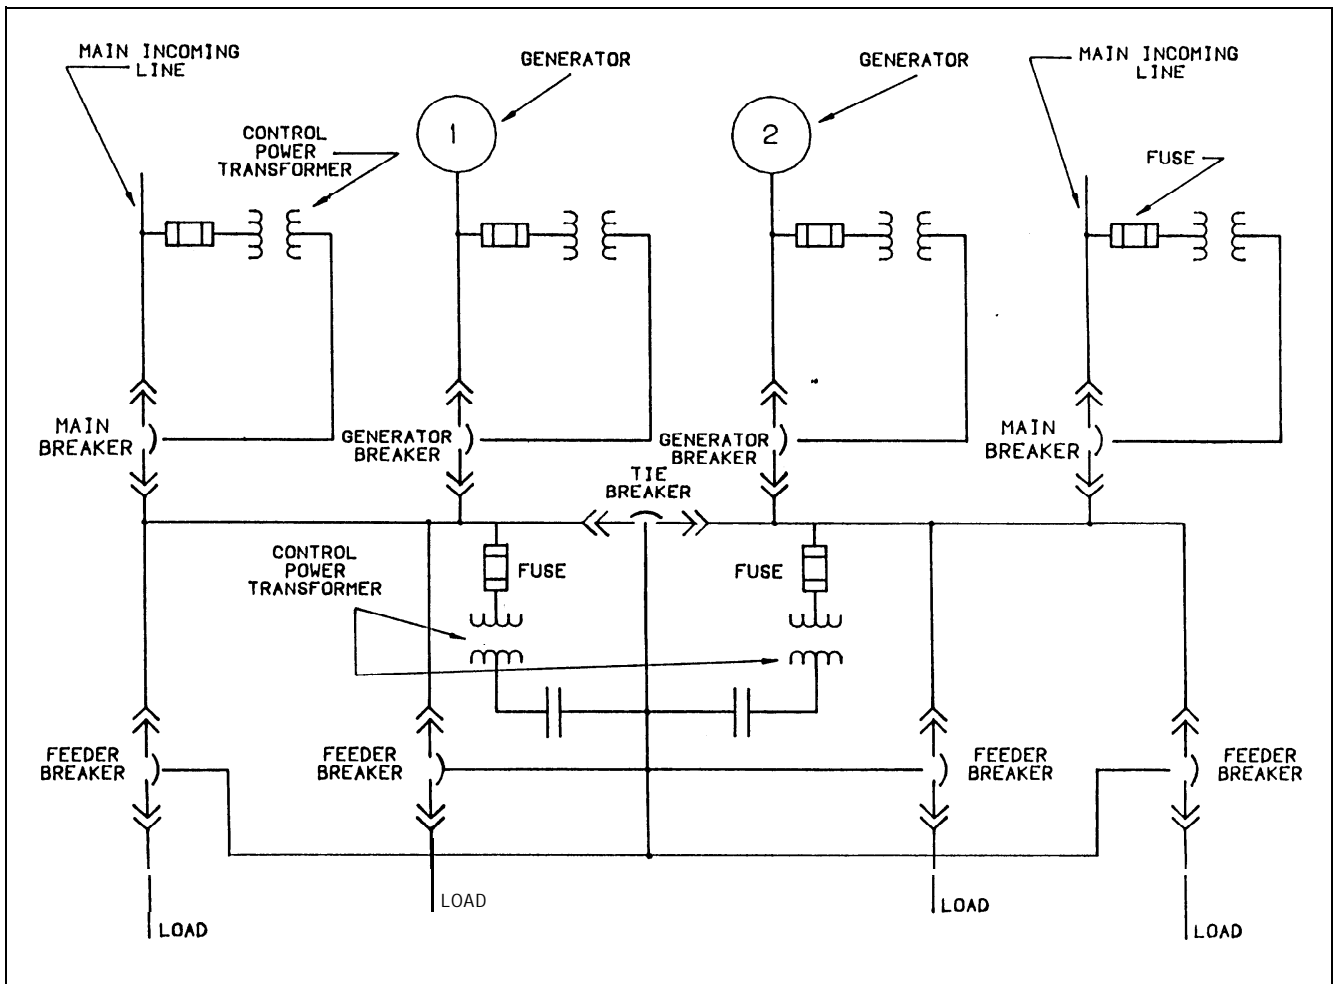 MAIN INCOMING
LINE
GENERATOR
GENERATOR
MAIN INCOMING
LINE
CONTROL
POWER
TRANSFORMER
1
2
FUSE
MAIN
BREAKER
GENERATOR
BREAKER
GENERATOR
BREAKER
MAIN
BREAKER
TIE
BREAKER
CONTROL
POWER
TRANSFORMER
FUSE
FUSE
FEEDER
BREAKER
FEEDER
BREAKER
FEEDER
BREAKER
FEEDER
BREAKER
LOAD
LOAD
LOAD
LOAD